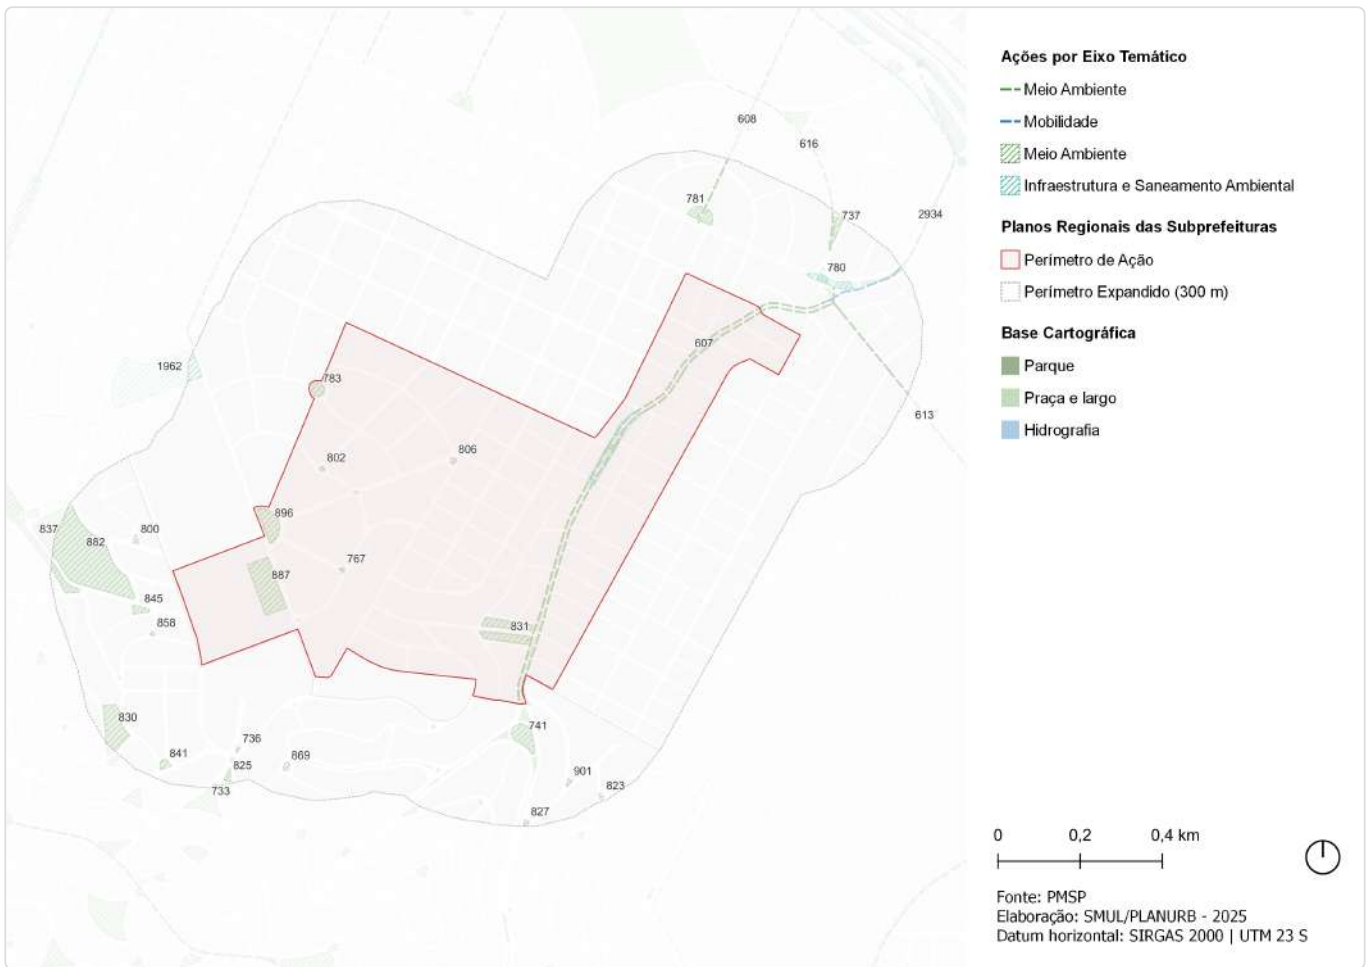 608
616
781
737
2934
780
607
1962
783
613
802
806
896
837
882
800
767
887
845
858
831
830
741
736
841
869
825
901
733
823
827
Ações por Eixo Temático
Meio Ambiente
Mobilidade
Meio Ambiente
Infraestrutura e Saneamento Ambiental
Planos Regionais das Subprefeituras
Perímetro de Ação
Perímetro Expandido (300 m)
Base Cartográfica
Parque
Praça e largo
Hidrografia
0 0,2 0,4 km
Fonte: PMSP
Elaboração: SMUL/PLANURB - 2025
Datum horizontal: SIRGAS 2000 | UTM 23 S